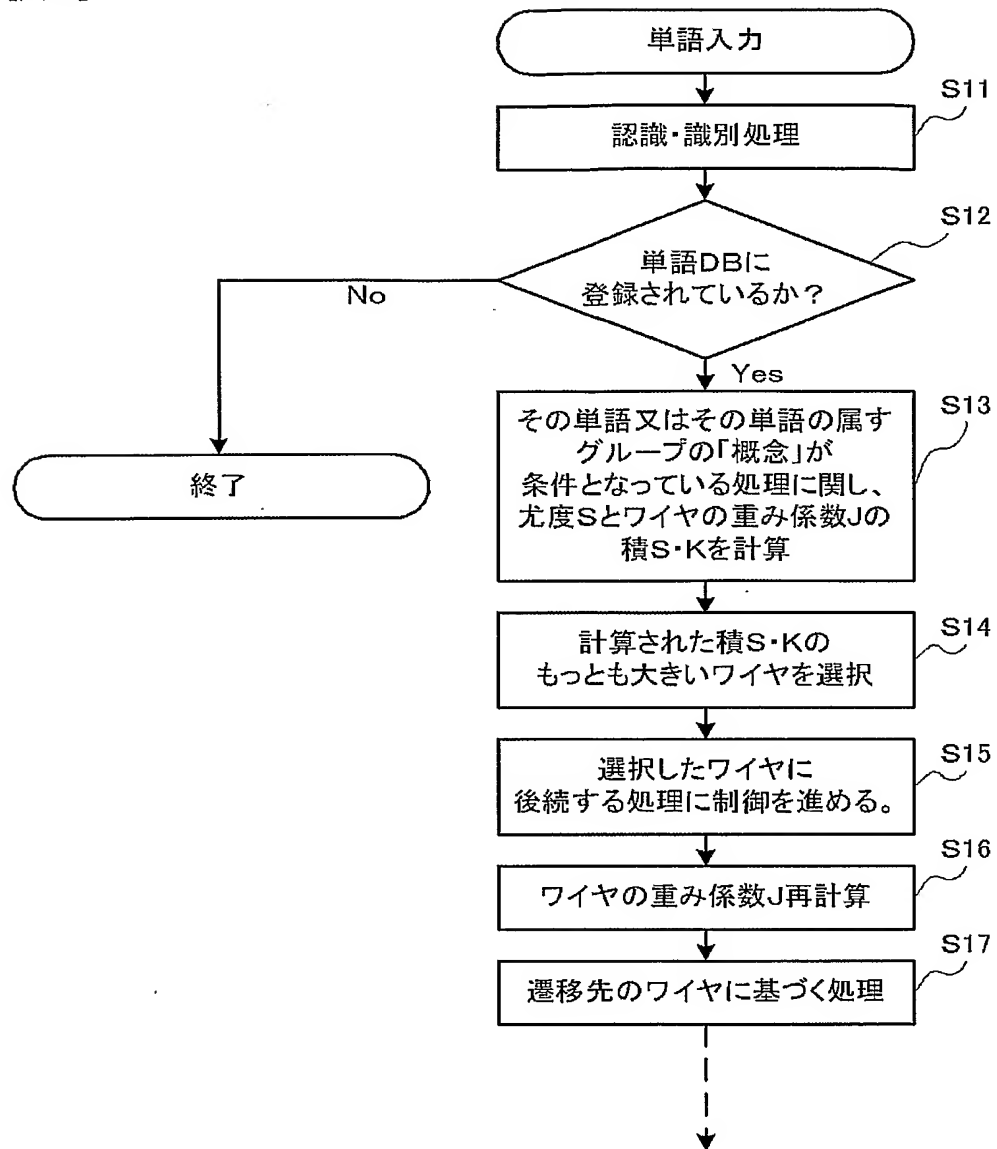 単語入力
S11
認識・識別処理
S12
単語DBに
登録されているか？
No
Yes
終了
S13
その単語又はその単語の属す
グループの「概念」が
条件となっている処理に関し、
尤度Sとワイヤの重み係数Jの
積S・Kを計算
S14
計算された積S・Kの
もっとも大きいワイヤを選択
S15
選択したワイヤに
後続する処理に制御を進める。
S16
ワイヤの重み係数J再計算
S17
遷移先のワイヤに基づく処理